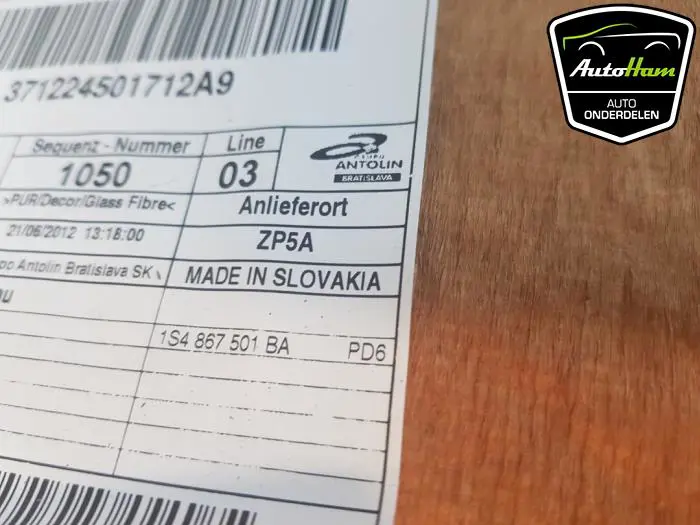 371224501712A9
Sequenz - Nummer
Line
1050
03
GRUPO
ANTOLIN
BRATISLAVA
>PUR/Decor/Glass Fibre<
Anlieferort
21/06/2012 13:18:00
ZP5A
Antolin Bratislava SK
MADE IN SLOVAKIA
1S4 867 501 BA PD6
AutoHam
AUTO
ONDERDELEN